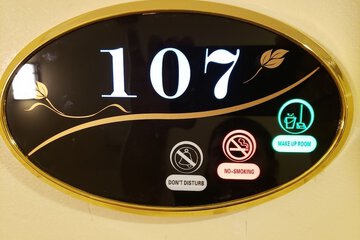 107
DON'T DISTURB
NO-SMOKING
MAKE UP ROOM